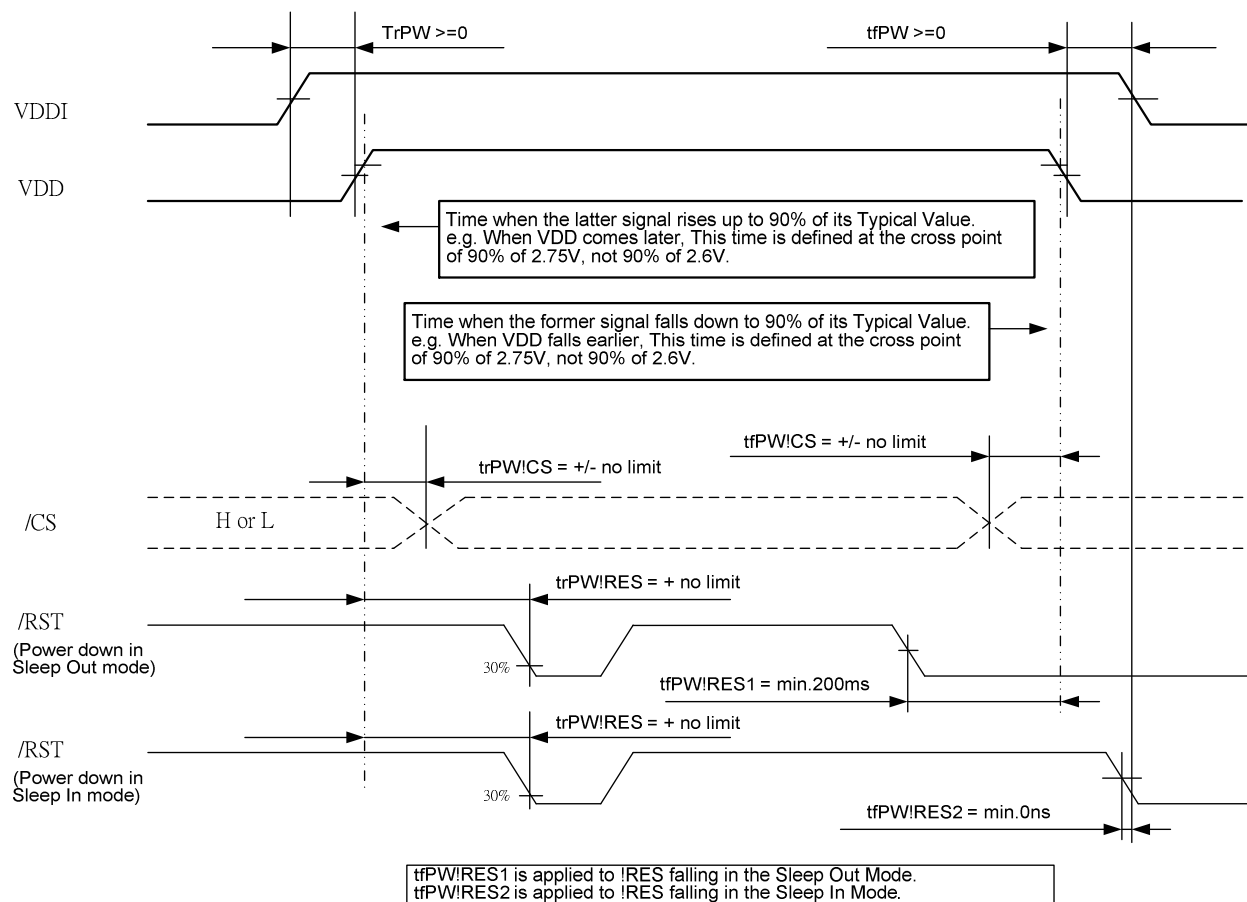 TrPW >=0
tfPW >=0
VDDI
VDD
Time when the latter signal rises up to 90% of its Typical Value.
e.g. When VDD comes later, This time is defined at the cross point
of 90% of 2.75V, not 90% of 2.6V.
Time when the former signal falls down to 90% of its Typical Value.
e.g. When VDD falls earlier, This time is defined at the cross point
of 90% of 2.75V, not 90% of 2.6V.
tfPW!CS = +/- no limit
trPW!CS = +/- no limit
/CS
H or L
trPW!RES = + no limit
/RST
(Power down in
Sleep Out mode)
30%
tfPW!RES1 = min.200ms
trPW!RES = + no limit
/RST
(Power down in
Sleep In mode)
30%
tfPW!RES2 = min.0ns
tfPW!RES1 is applied to !RES falling in the Sleep Out Mode.
tfPW!RES2 is applied to !RES falling in the Sleep In Mode.